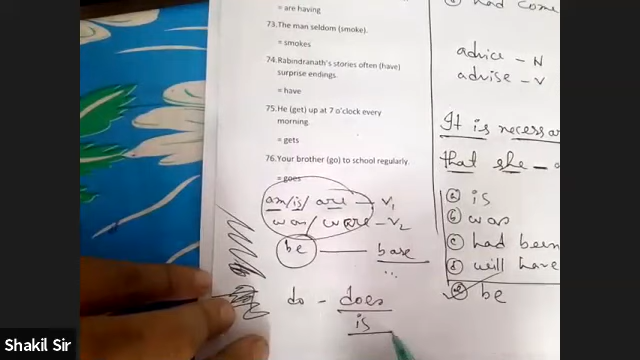 = are having
73.The man seldom (smoke).
= smokes
74.Rabindranath's stories often (have)
surprise endings.
= have
75.He (get) up at 7 o'clock every
morning.
= gets
76.Your brother (go) to school regularly.
= goes
am/is/are — V1
was/were — V2
be — base
...
do - does
is
a had come
advice - N
advise - V
It is necessar
that she —
a is
b was
c had been
d will have
e be
Shakil Sir